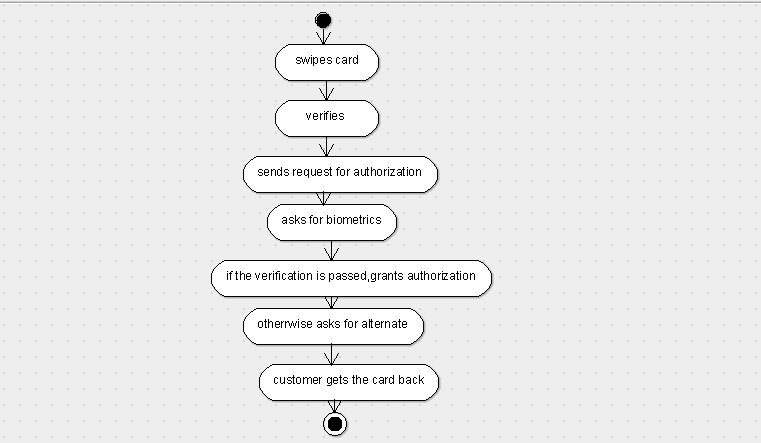 swipes card
verifies
sends request for authorization
asks for biometrics
if the verification is passed,grants authorization
otherrwise asks for alternate
customer gets the card back